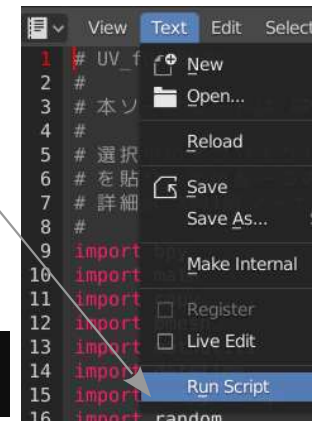 View Text Edit Select
1 # UV_f
2 #
3 # 本ソ
4 #
5 # 選択
6 # を貼
7 # 詳細
8 #
9 import
10 import
11 import
12 import
13 import
14 import
15 import
16 import random
New
Open...
Reload
Save
Save As...
Make Internal
Register
Live Edit
Run Script